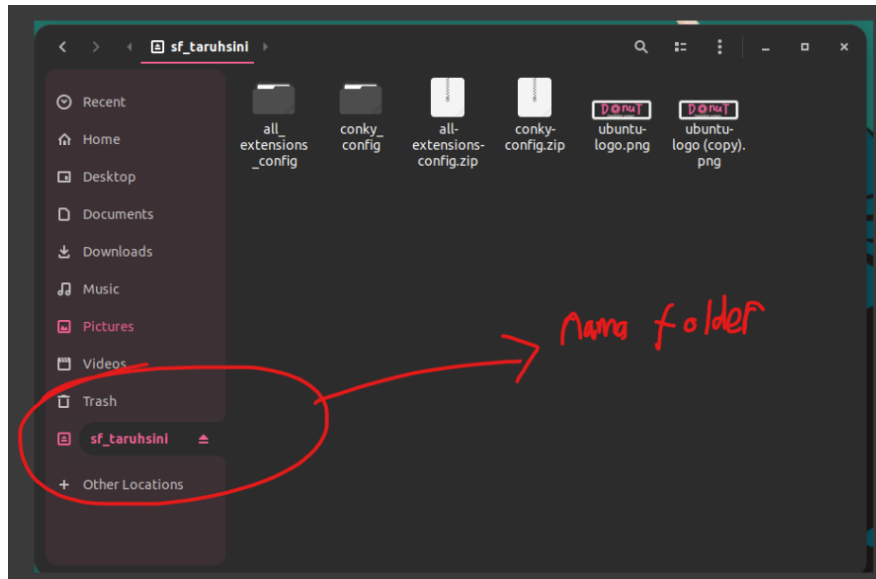 sf_taruhsini
Recent
Home
Desktop
Documents
Downloads
Music
Pictures
Videos
Trash
sf_taruhsini
Other Locations
all_
extensions
_config
conky_
config
all-
extensions-
config.zip
conky-
config.zip
DONUT
ubuntu-
logo.png
DONUT
ubuntu-
logo (copy).
png
nama folder